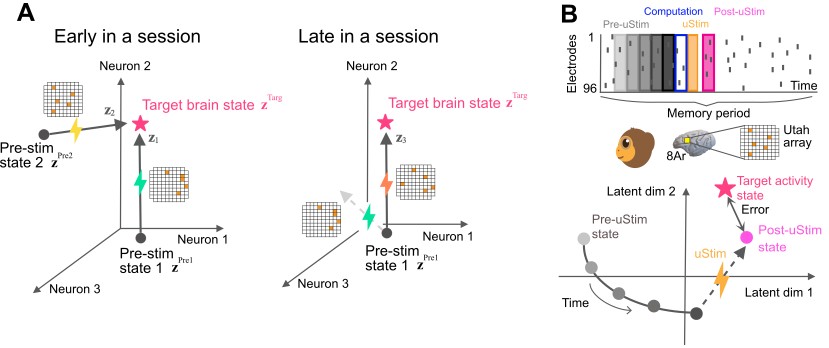 A
Early in a session
Neuron 2
Target brain state z^Targ
z₂
z₁
Pre-stim
state 2 z^Pre2
Neuron 1
Pre-stim
state 1 z^Pre1
Neuron 3
Late in a session
Neuron 2
Target brain state z^Targ
z₃
Neuron 1
Pre-stim
state 1 z^Pre1
Neuron 3
B
Computation
Pre-uStim
uStim
Post-uStim
Electrodes
1
96
Time
Memory period
8Ar
Utah
array
Latent dim 2
Target activity
state
Error
Pre-uStim
state
Post-uStim
state
uStim
Latent dim 1
Time